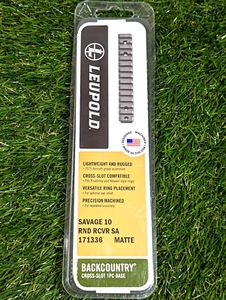 LEUPOLD
LIGHTWEIGHT AND RUGGED
CROSS-SLOT COMPATIBLE
VERSATILE RING PLACEMENT
PRECISION MACHINED
SAVAGE 10
RND RCVR SA
171336 MATTE
BACKCOUNTRY
CROSS-SLOT 1PC BASE